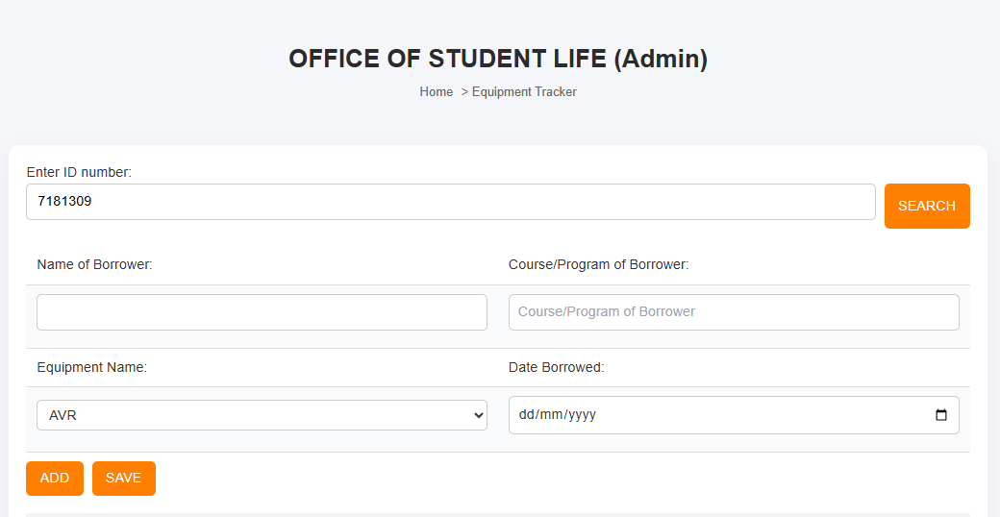 OFFICE OF STUDENT LIFE (Admin)
Home > Equipment Tracker
Enter ID number:
7181309
SEARCH
Name of Borrower: Course/Program of Borrower:
Course/Program of Borrower
Equipment Name: Date Borrowed:
AVR dd/mm/yyyy
ADD SAVE